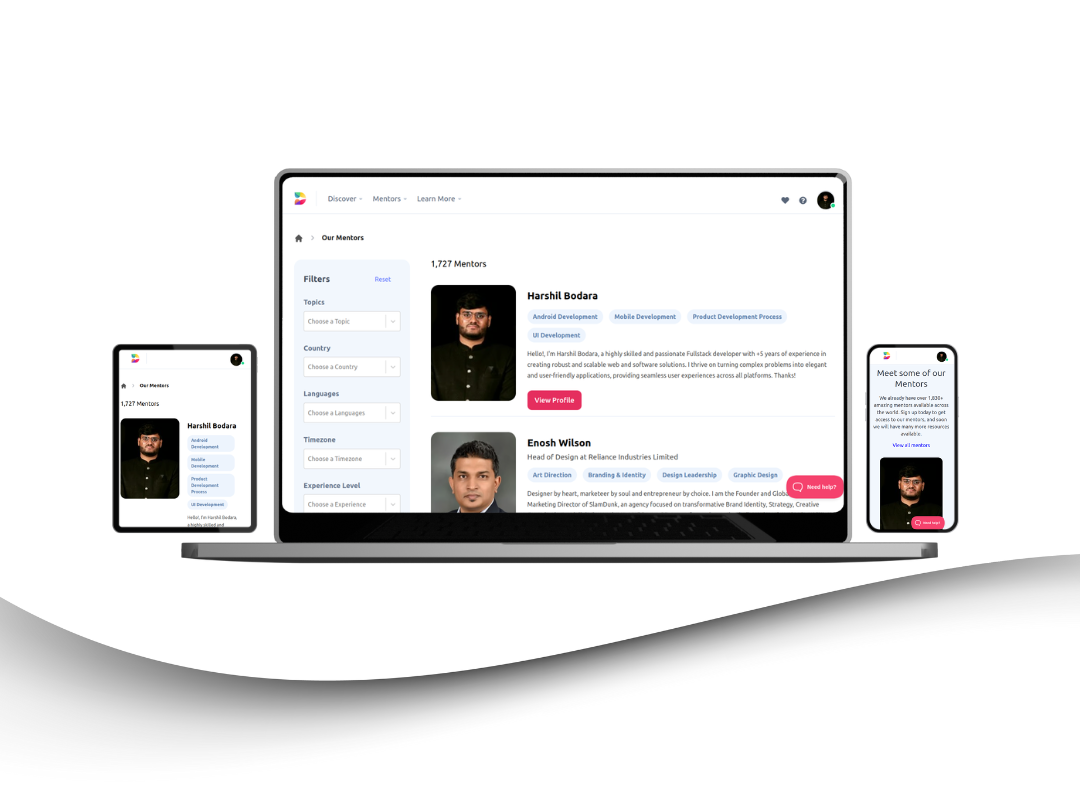 Discover
Mentors
Learn More
Our Mentors
Filters
Reset
Topics
Choose a Topic
Country
Choose a Country
Languages
Choose a Languages
Timezone
Choose a Timezone
Experience Level
Choose a Experience
1,727 Mentors
Harshil Bodara
Android Development
Mobile Development
Product Development Process
UI Development
Hello!, I'm Harshil Bodara, a highly skilled and passionate Fullstack developer with +5 years of experience in
creating robust and scalable web and software solutions. I thrive on turning complex problems into elegant
and user-friendly applications, providing seamless user experiences across all platforms. Thanks!
View Profile
Enosh Wilson
Head of Design at Reliance Industries Limited
Art Direction
Branding & Identity
Design Leadership
Graphic Design
Designer by heart, marketeer by soul and entrepreneur by choice. I am the Founder and Glob
Marketing Director of SlamDunk, an agency focused on transformative Brand Identity, Strategy, Creative
Need help?
Our Mentors
1,727 Mentors
Harshil Bodara
Android
Development
Mobile
Development
Product
Development
Process
UI Development
Hello!, I'm Harshil Bodara,
a highly skilled and
Meet some of our
Mentors
We already have over 1,030+
amazing mentors available across
the world. Sign up today to get
access to our mentors, and soon
we will have many more resources
available.
View all mentors
Need help?